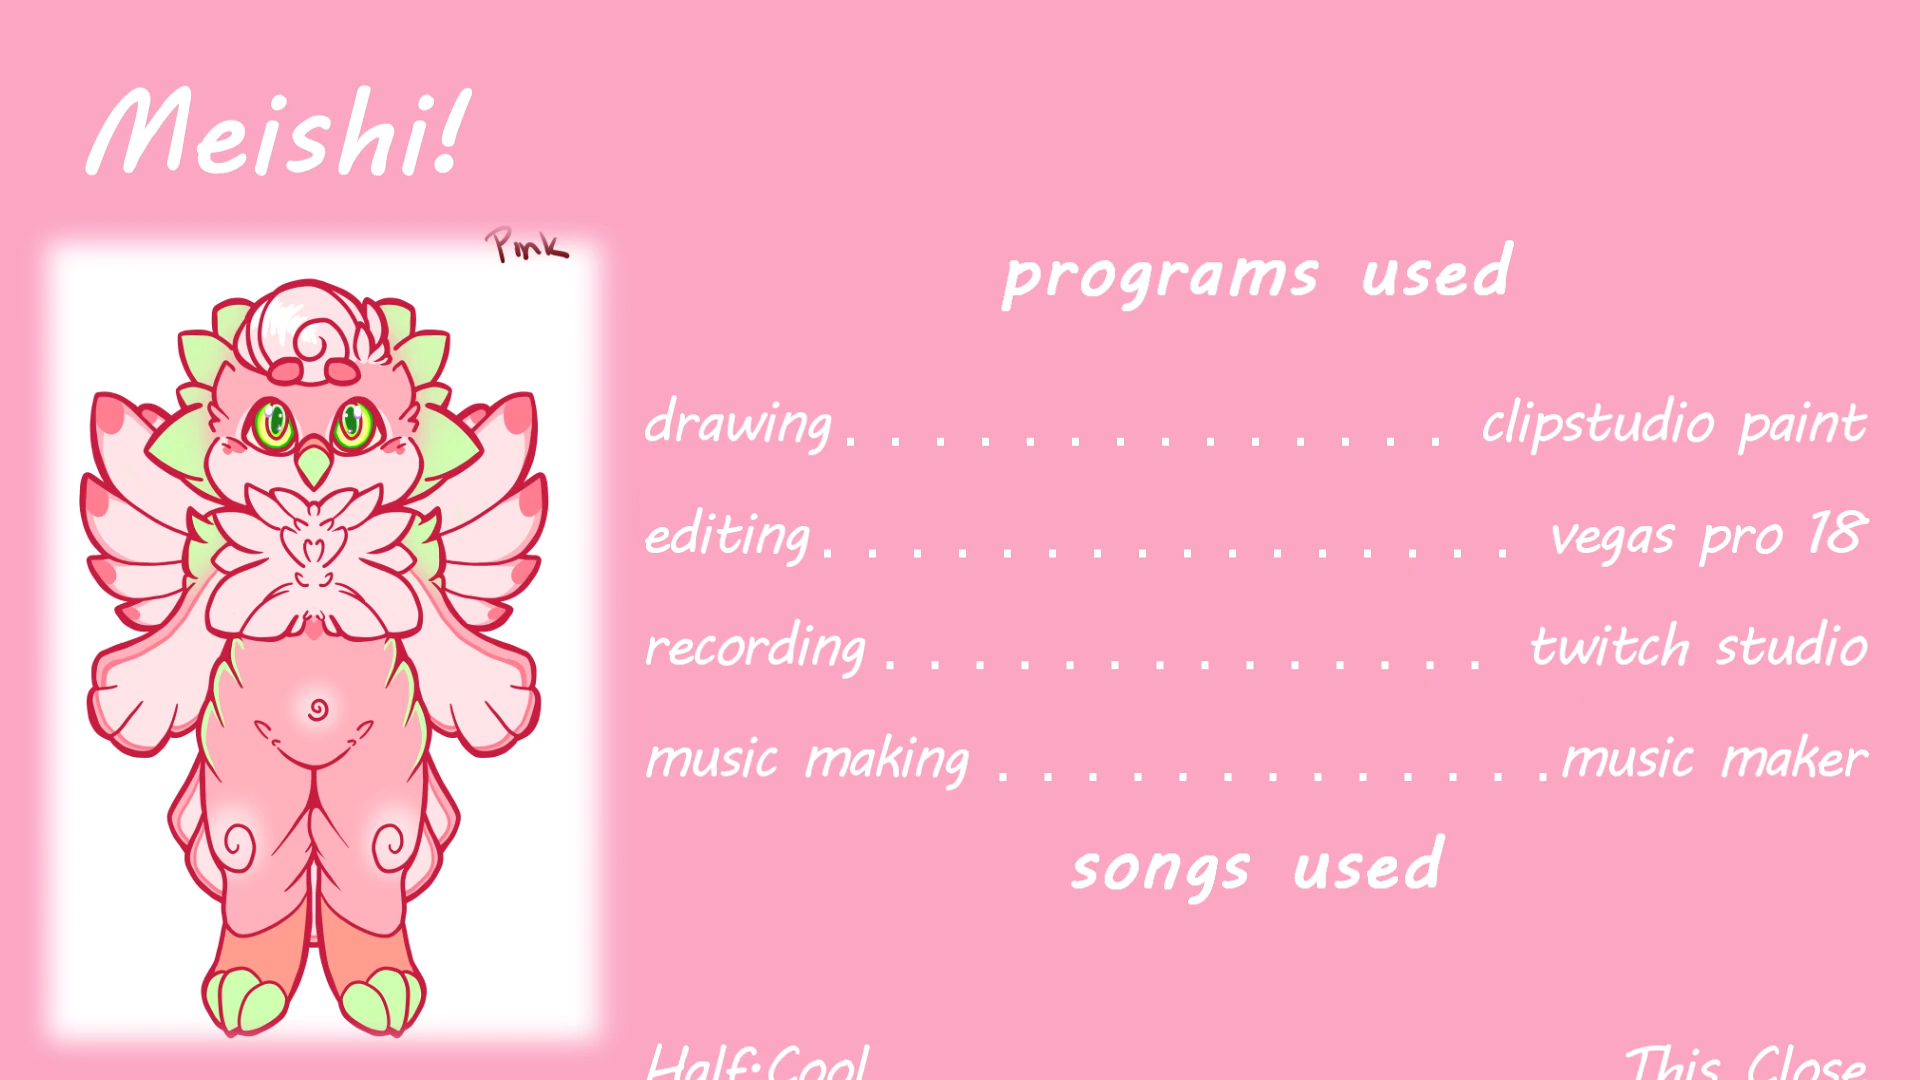 Meishi!
Pink
programs used
drawing. . . . . . . . . . . . . . clipstudio paint
editing. . . . . . . . . . . . . . . . vegas pro 18
recording. . . . . . . . . . . . . . twitch studio
music making . . . . . . . . . . . . .music maker
songs used
Half•Cool This Close